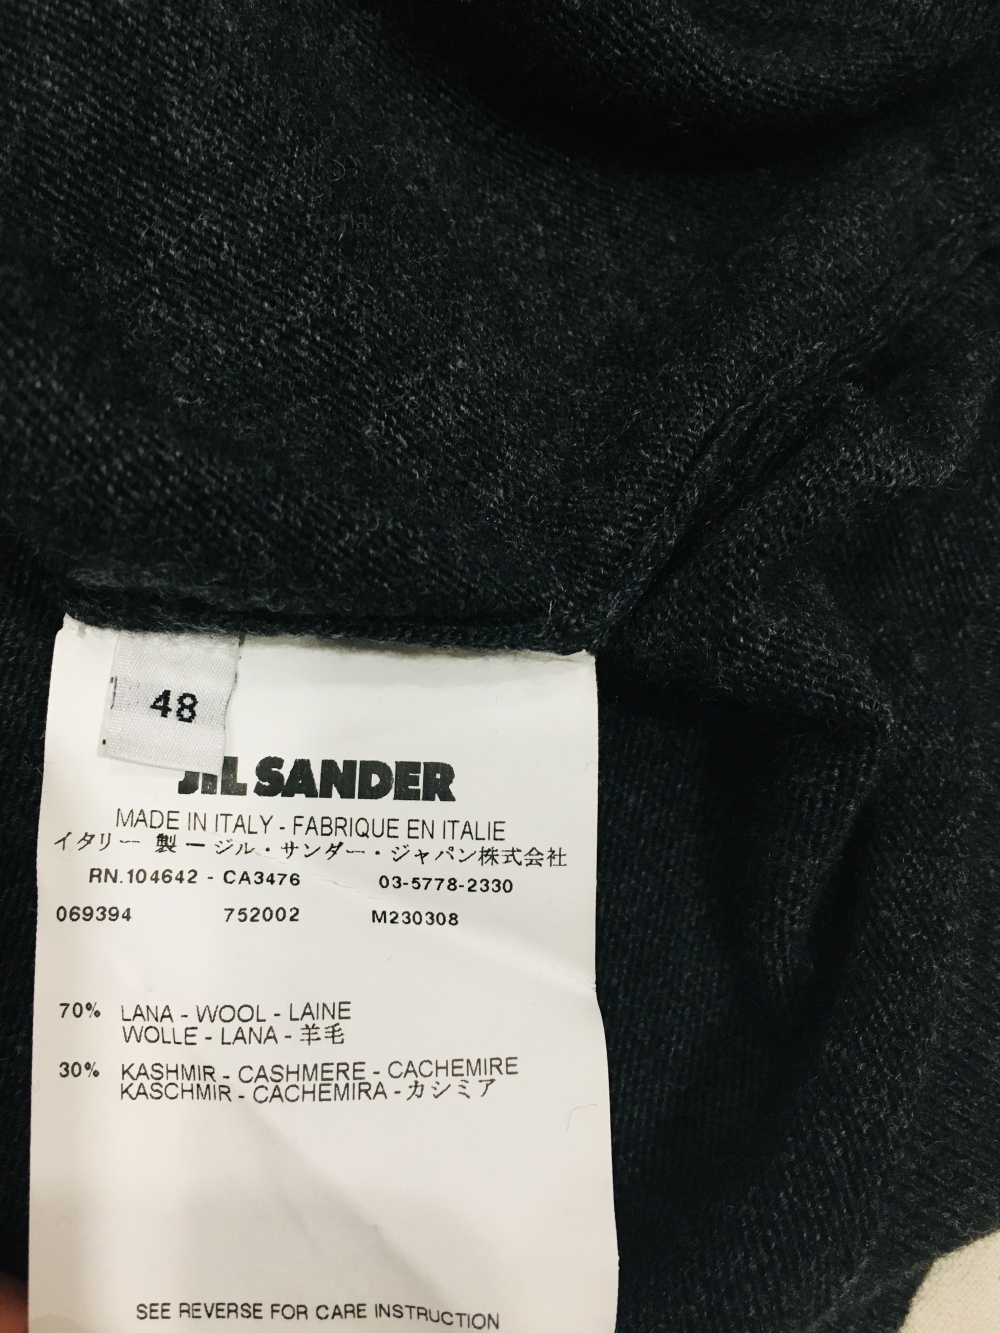 48
JIL SANDER
MADE IN ITALY - FABRIQUE EN ITALIE
イタリー 製 ー ジル・サンダー・ジャパン株式会社
RN.104642 - CA3476 03-5778-2330
069394 752002 M230308
70% LANA - WOOL - LAINE
WOLLE - LANA - 羊毛
30% KASHMIR - CASHMERE - CACHEMIRE
KASCHMIR - CACHEMIRA - カシミア
SEE REVERSE FOR CARE INSTRUCTION